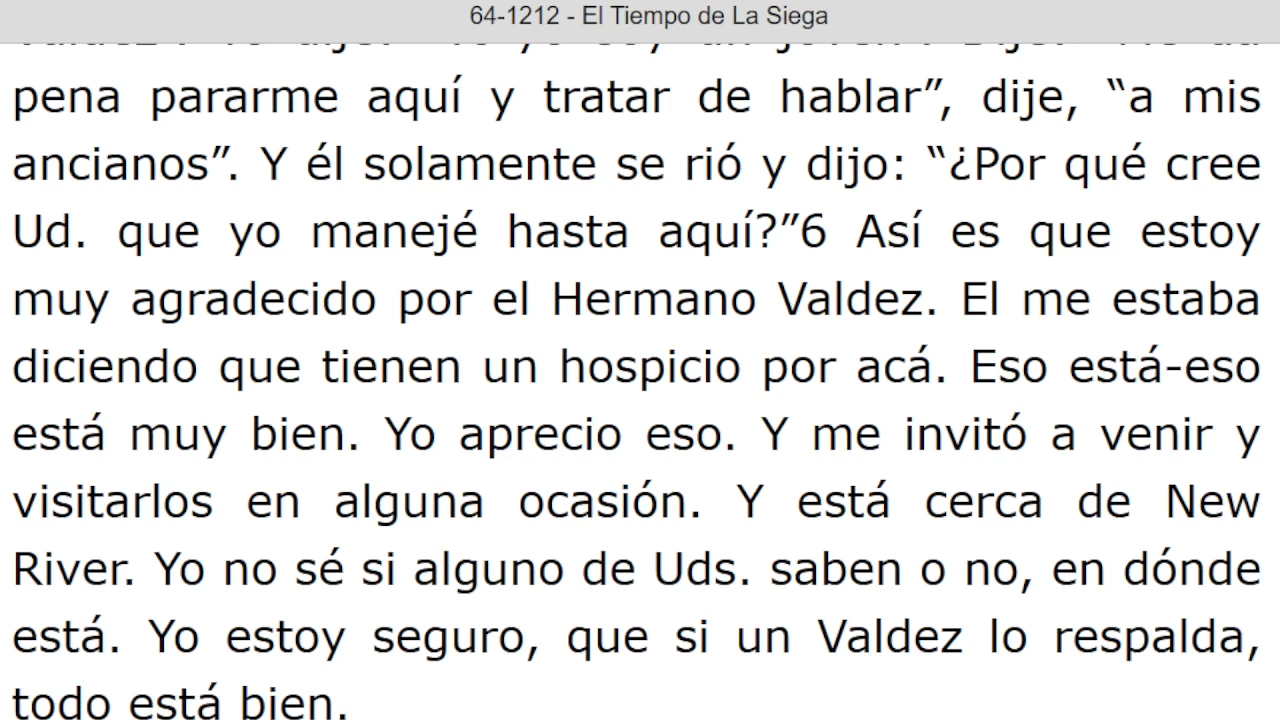 64-1212 - El Tiempo de La Siega
pena pararme aquí y tratar de hablar”, dije, “a mis
ancianos”. Y él solamente se rió y dijo: “¿Por qué cree
Ud. que yo manejé hasta aquí?”6 Así es que estoy
muy agradecido por el Hermano Valdez. El me estaba
diciendo que tienen un hospicio por acá. Eso está-eso
está muy bien. Yo aprecio eso. Y me invitó a venir y
visitarlos en alguna ocasión. Y está cerca de New
River. Yo no sé si alguno de Uds. saben o no, en dónde
está. Yo estoy seguro, que si un Valdez lo respalda,
todo está bien.